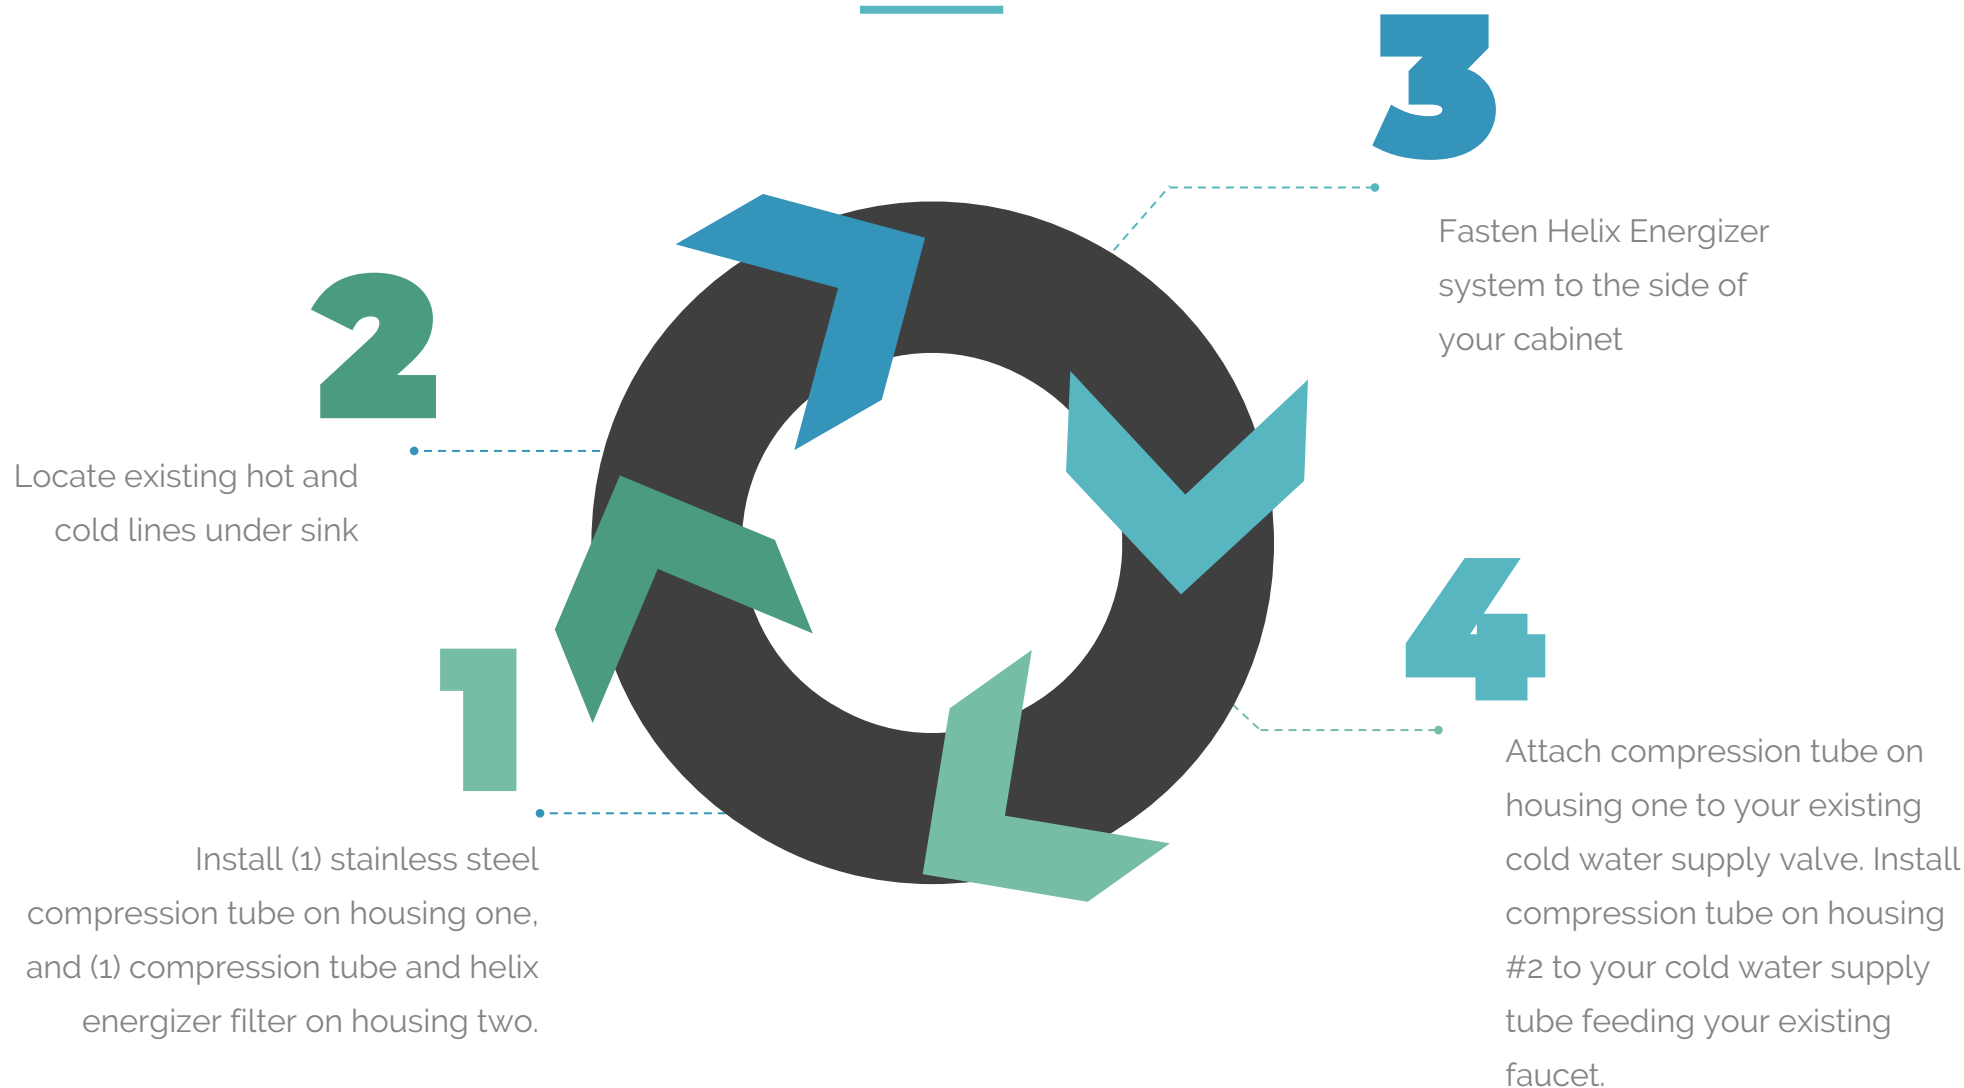 3
Fasten Helix Energizer
system to the side of
your cabinet
2
Locate existing hot and
cold lines under sink
1
Install (1) stainless steel
compression tube on housing one,
and (1) compression tube and helix
energizer filter on housing two.
4
Attach compression tube on
housing one to your existing
cold water supply valve. Install
compression tube on housing
#2 to your cold water supply
tube feeding your existing
faucet.